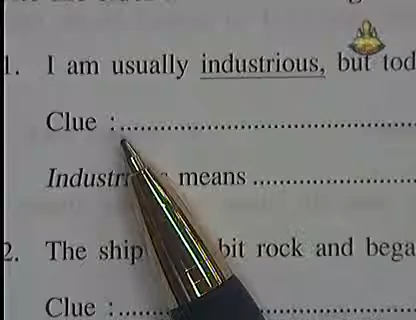 1. I am usually industrious, but tod
Clue :..............................
means ....................
2. The ship bit rock and bega
Clue :..............................